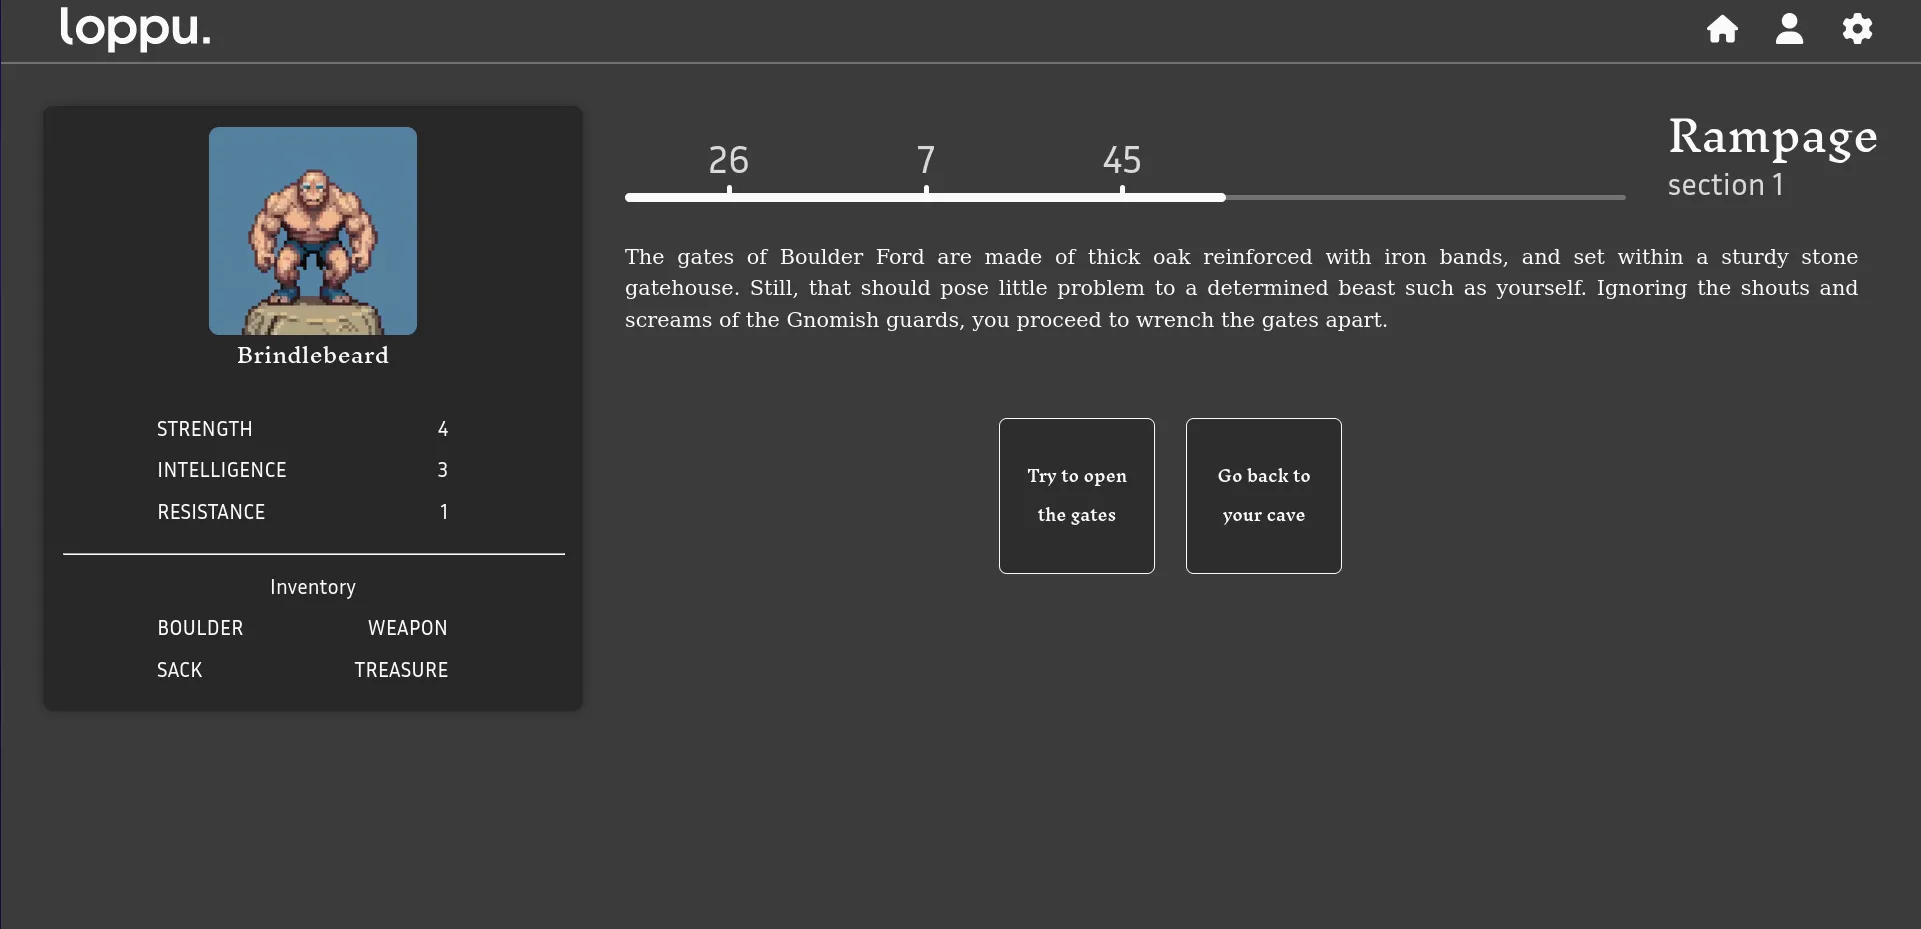 loppu.
Brindlebeard
STRENGTH 4
INTELLIGENCE 3
RESISTANCE 1
Inventory
BOULDER WEAPON
SACK TREASURE
26 7 45
Rampage
section 1
The gates of Boulder Ford are made of thick oak reinforced with iron bands, and set within a sturdy stone
gatehouse. Still, that should pose little problem to a determined beast such as yourself. Ignoring the shouts and
screams of the Gnomish guards, you proceed to wrench the gates apart.
Try to open
the gates
Go back to
your cave